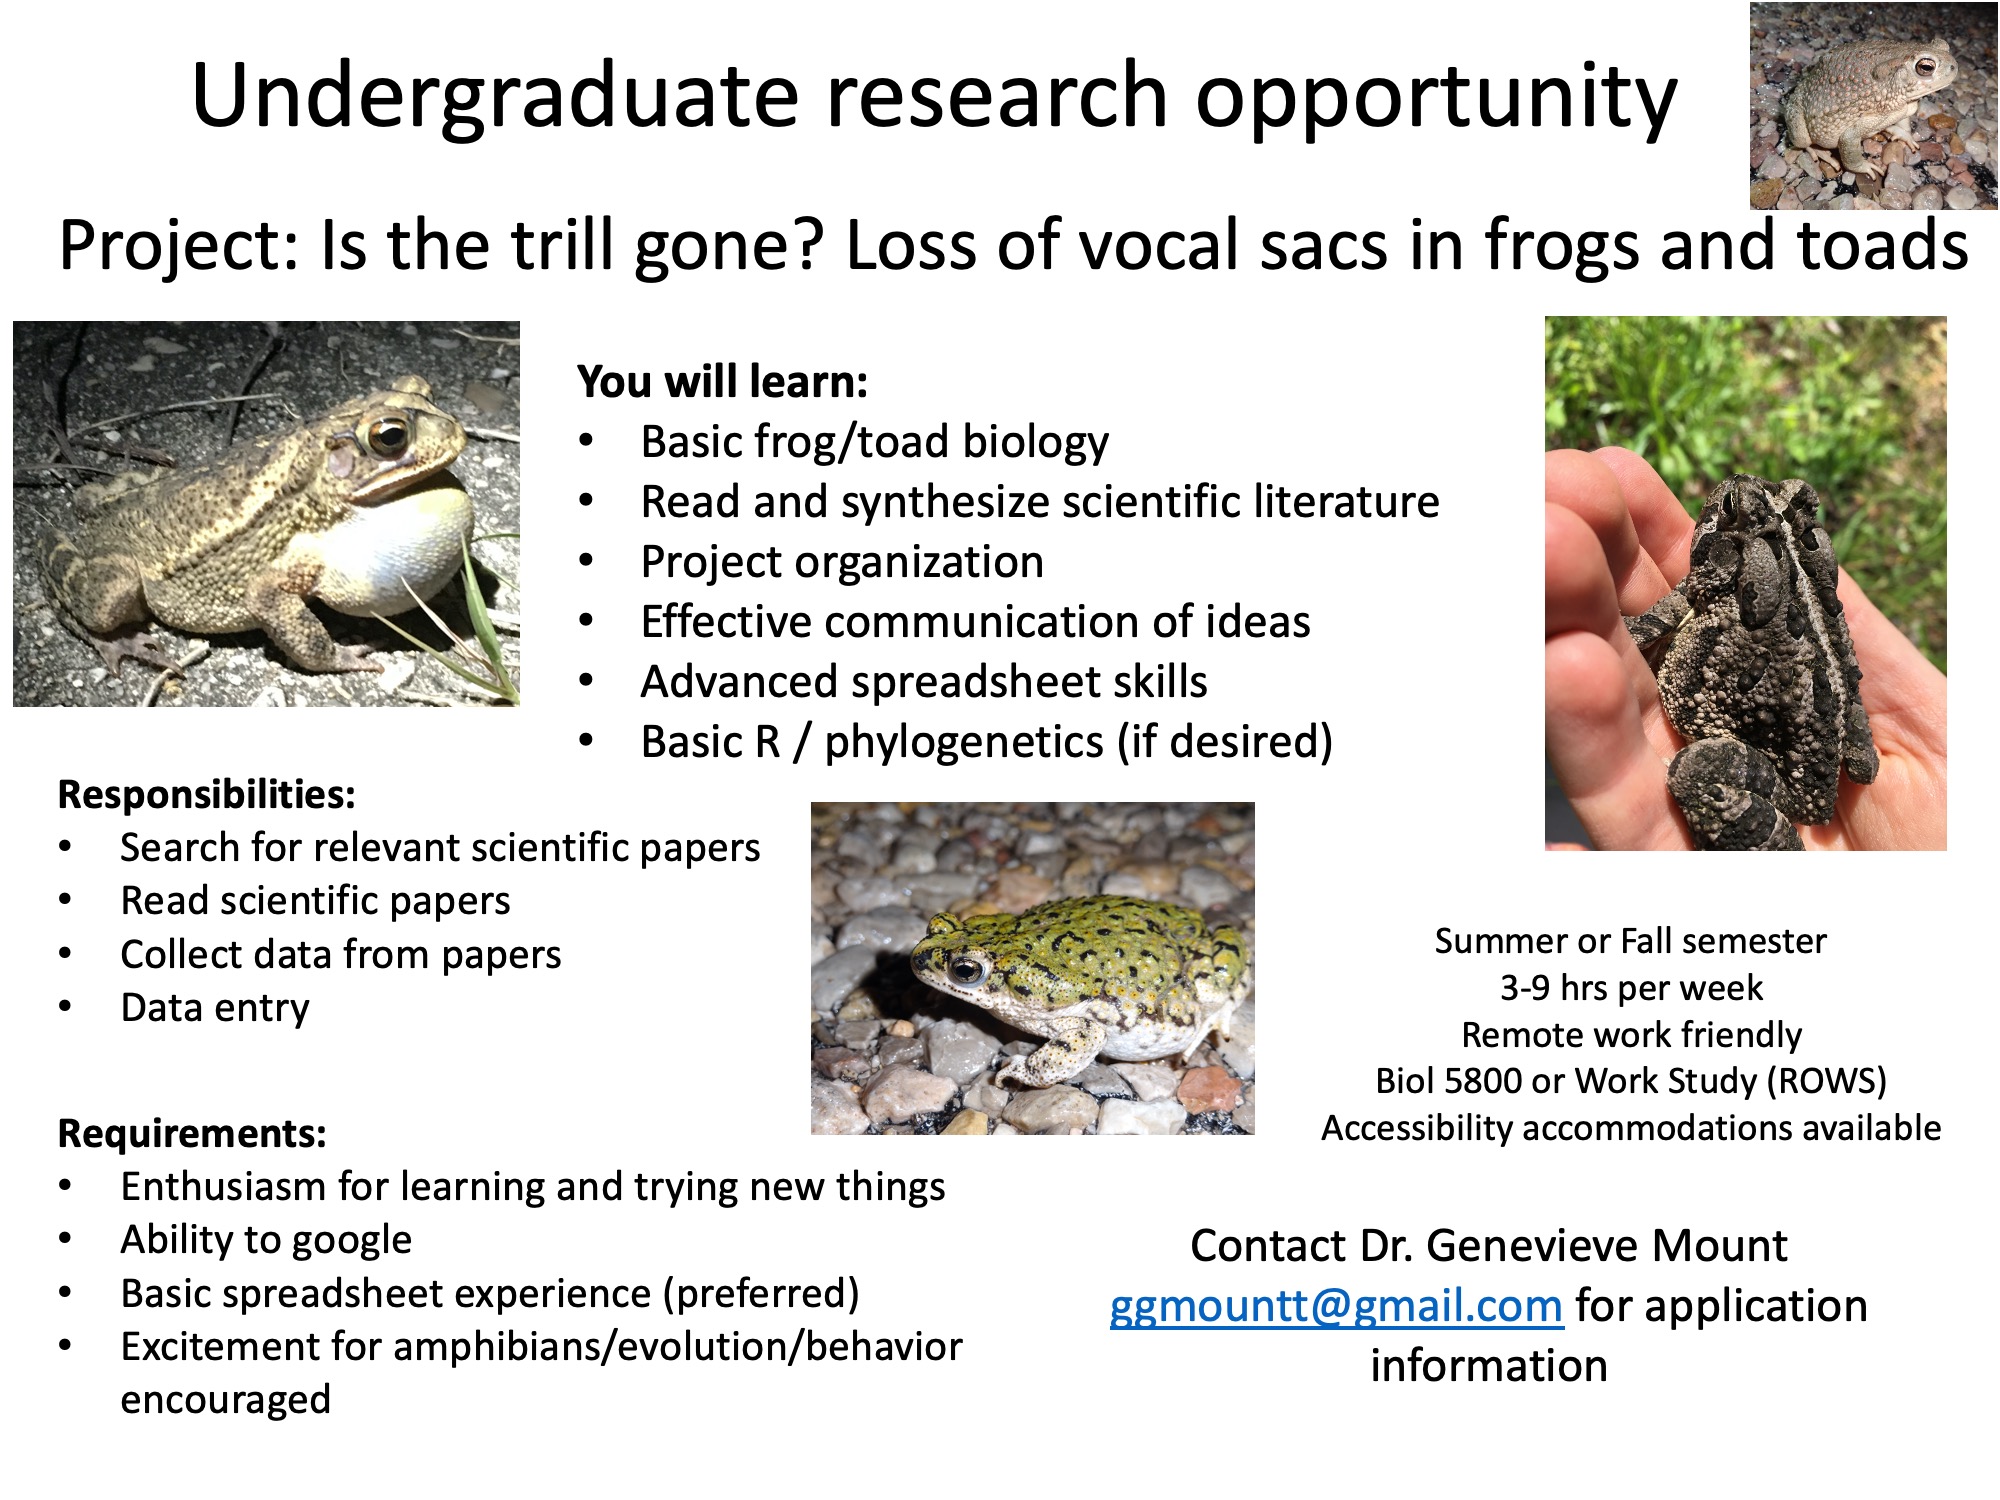 Undergraduate research opportunity
Project: Is the trill gone? Loss of vocal sacs in frogs and toads
You will learn:
• Basic frog/toad biology
• Read and synthesize scientific literature
• Project organization
• Effective communication of ideas
• Advanced spreadsheet skills
• Basic R / phylogenetics (if desired)
Responsibilities:
• Search for relevant scientific papers
• Read scientific papers
• Collect data from papers
• Data entry
Requirements:
• Enthusiasm for learning and trying new things
• Ability to google
• Basic spreadsheet experience (preferred)
• Excitement for amphibians/evolution/behavior
encouraged
Summer or Fall semester
3-9 hrs per week
Remote work friendly
Biol 5800 or Work Study (ROWS)
Accessibility accommodations available
Contact Dr. Genevieve Mount
ggmountt@gmail.com for application
information